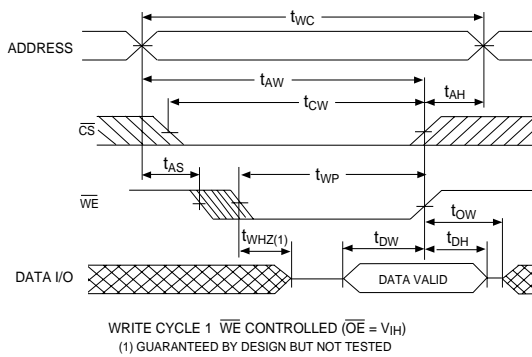 tWC
ADDRESS
tAW
tCW
tAH
CS
tAS
tWP
WE
tOW
tWHZ(1)
tDW
tDH
DATA I/O
DATA VALID
WRITE CYCLE 1 WE CONTROLLED (OE = VIH)
(1) GUARANTEED BY DESIGN BUT NOT TESTED